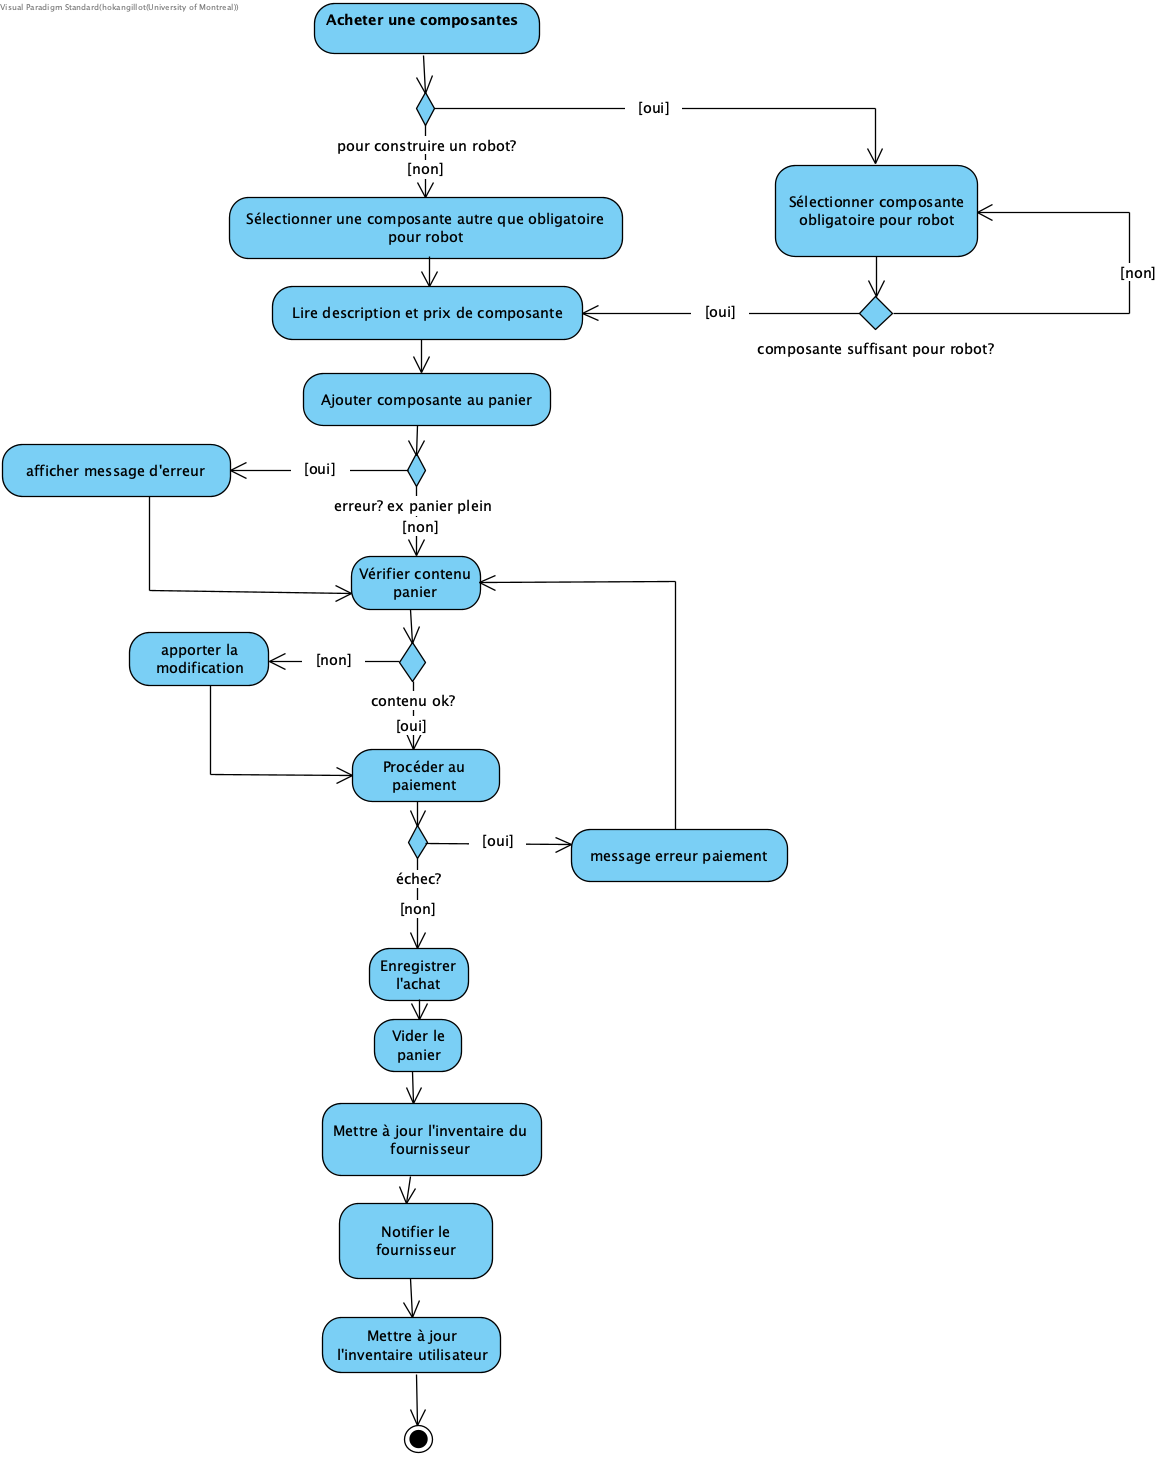 Visual Paradigm Standard(hokangillot(University of Montreal))
Acheter une composantes
[oui]
pour construire un robot?
[non]
Sélectionner une composante autre que obligatoire
pour robot
Sélectionner composante
obligatoire pour robot
[non]
Lire description et prix de composante
[oui]
composante suffisant pour robot?
Ajouter composante au panier
afficher message d'erreur
[oui]
erreur? ex panier plein
[non]
Vérifier contenu
panier
apporter la
modification
[non]
contenu ok?
[oui]
Procéder au
paiement
[oui]
message erreur paiement
échec?
[non]
Enregistrer
l'achat
Vider le
panier
Mettre à jour l'inventaire du
fournisseur
Notifier le
fournisseur
Mettre à jour
l'inventaire utilisateur